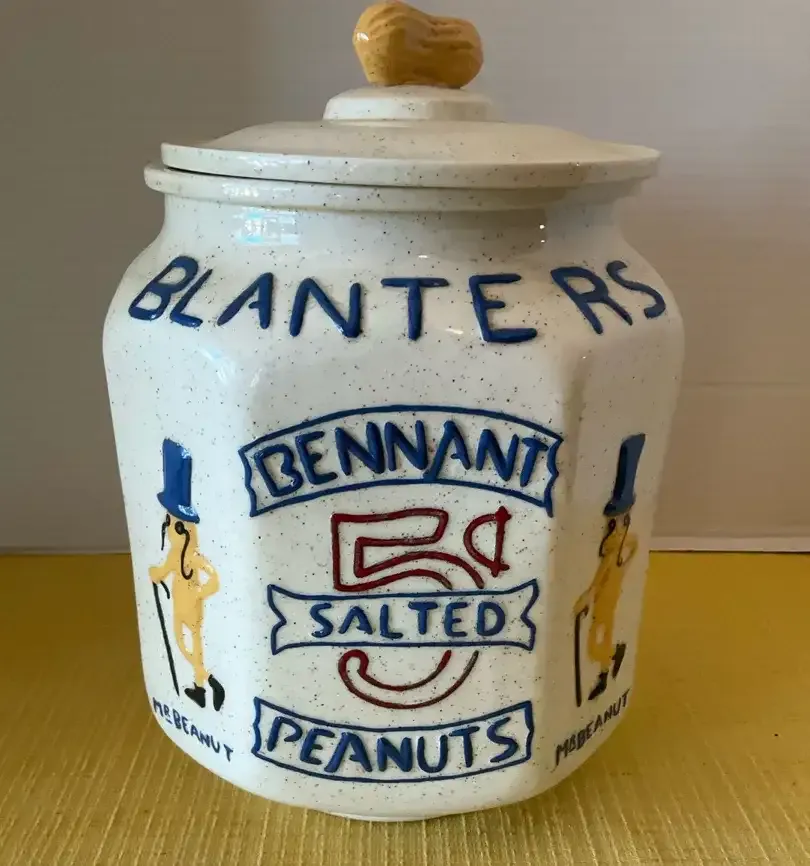 BLANTERS
BENNANT
5¢
SALTED
PEANUTS
MR BEANUT
MR BEANUT